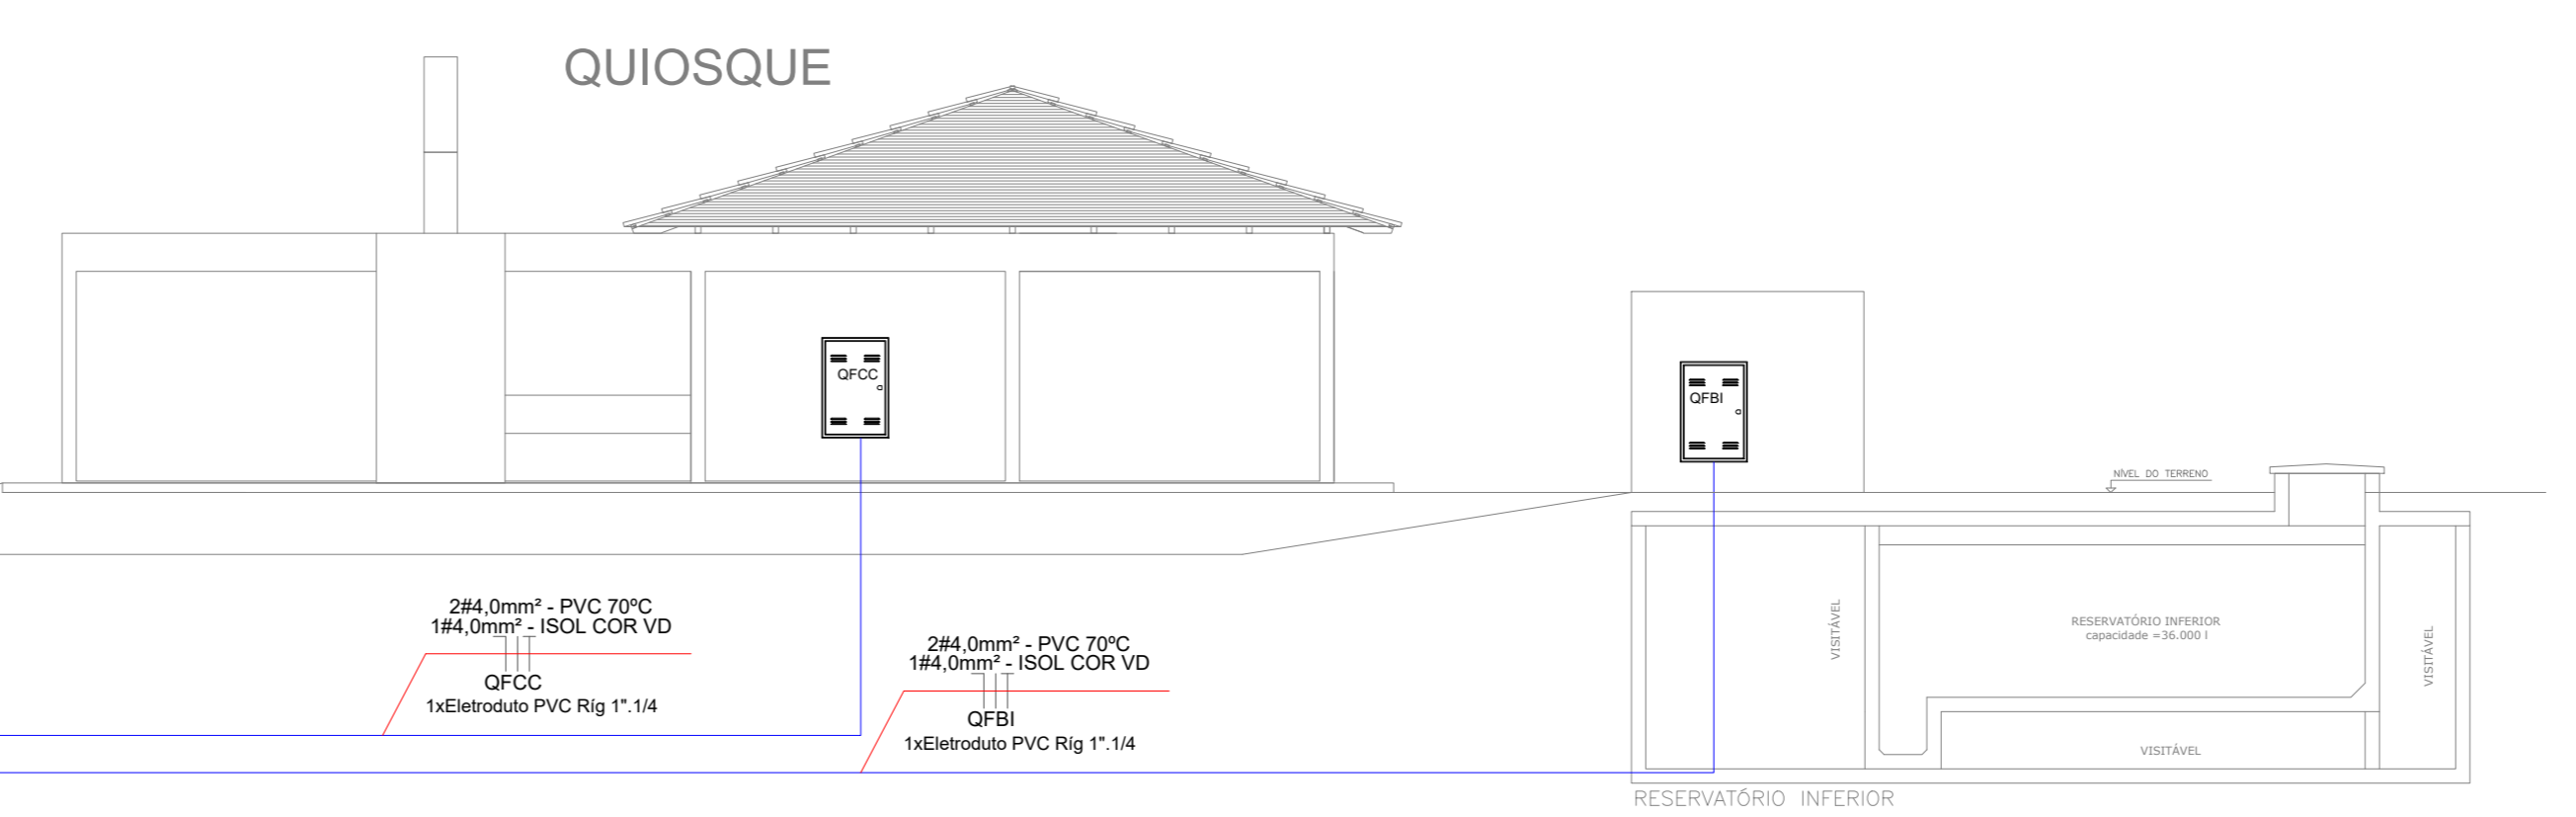 QUIOSQUE
QFCC
QFBI
NÍVEL DO TERRENO
2#4,0mm² - PVC 70ºC
1#4,0mm² - ISOL COR VD
QFCC
1xEletroduto PVC Ríg 1".1/4
2#4,0mm² - PVC 70ºC
1#4,0mm² - ISOL COR VD
QFBI
1xEletroduto PVC Ríg 1".1/4
VISITÁVEL
RESERVATÓRIO INFERIOR
capacidade =36.000 l
VISITÁVEL
VISITÁVEL
RESERVATÓRIO INFERIOR